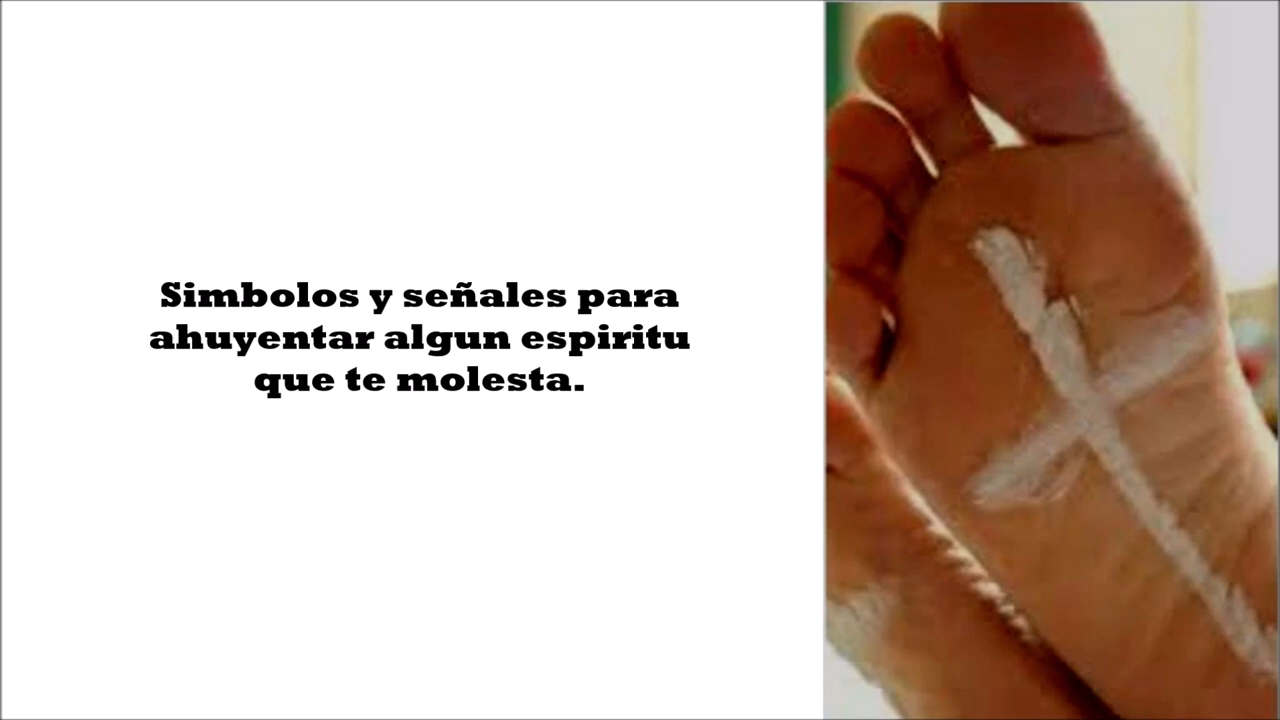 Simbolos y señales para
ahuyentar algun espiritu
que te molesta.